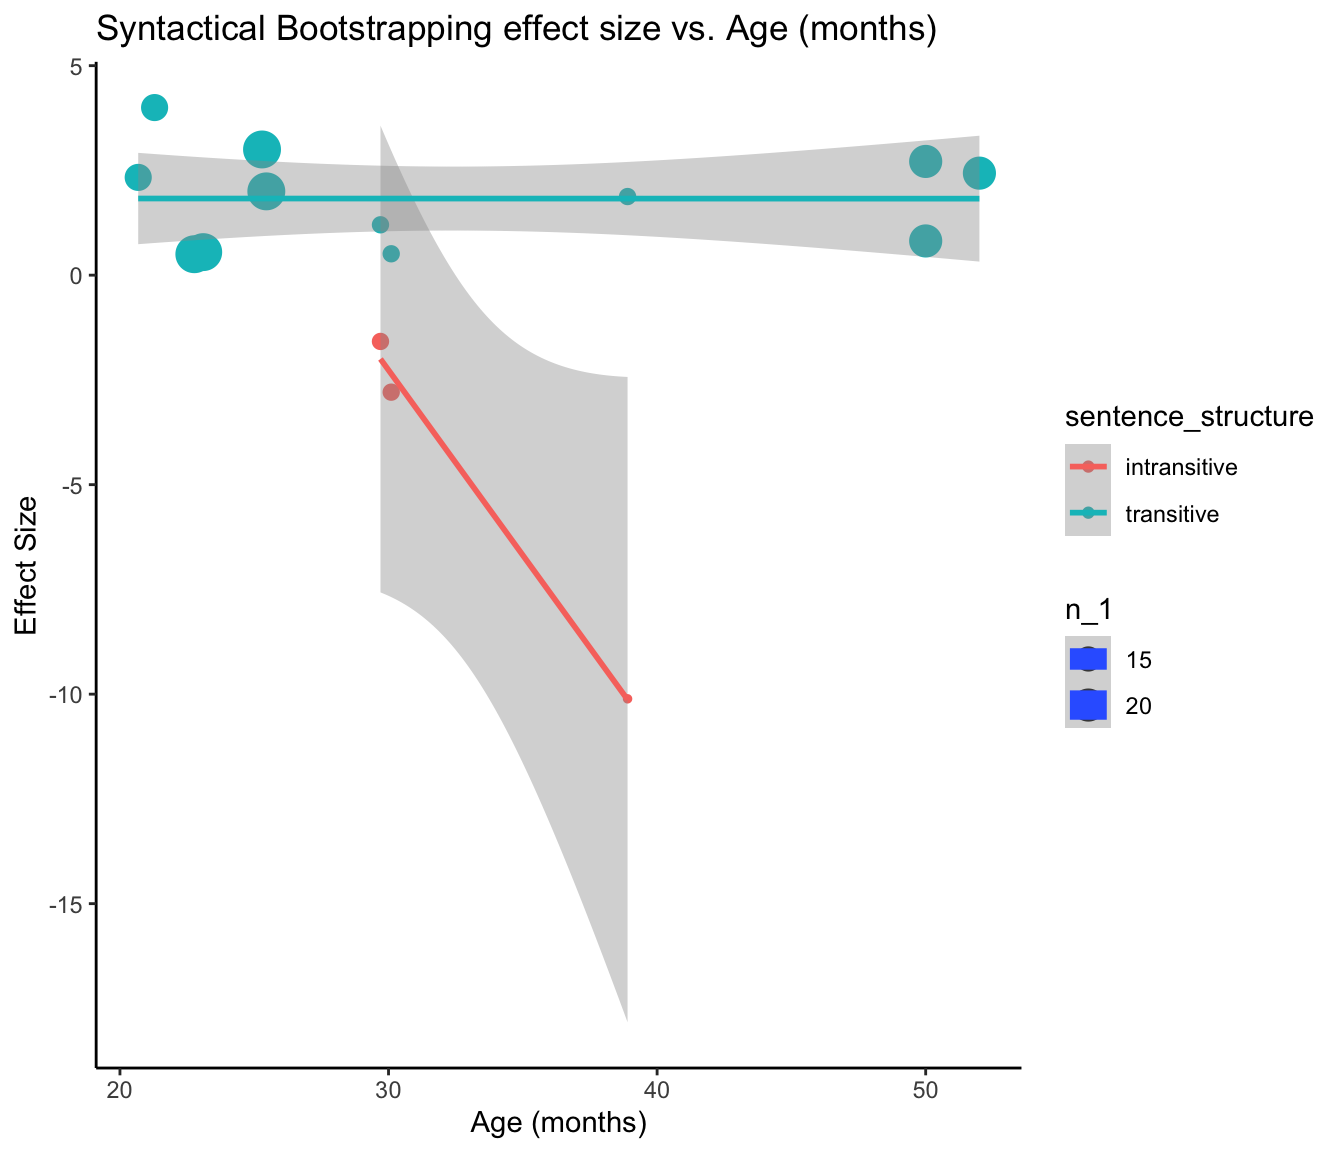 Syntactical Bootstrapping effect size vs. Age (months)
5
0
-5
-10
-15
Effect Size
20 30 40 50
Age (months)
sentence_structure
intransitive
transitive
n_1
15
20